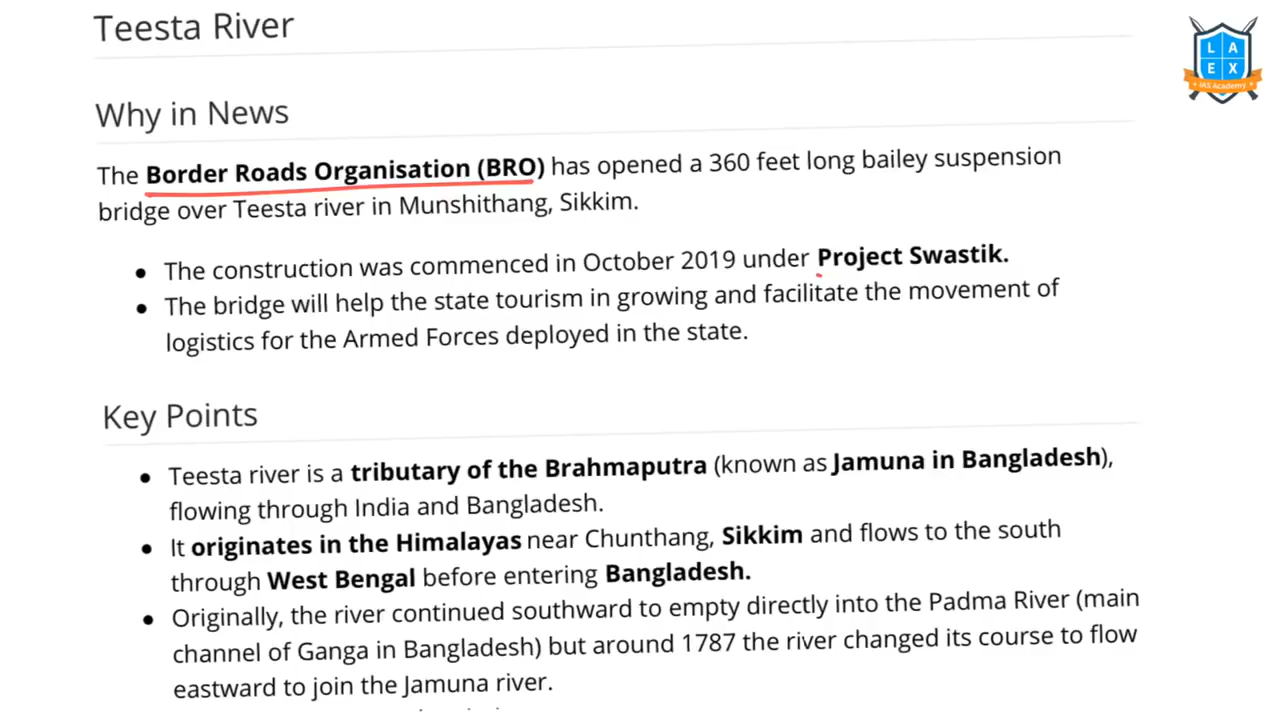 Teesta River
L A
E X
IAS Academy
Why in News
The Border Roads Organisation (BRO) has opened a 360 feet long bailey suspension
bridge over Teesta river in Munshithang, Sikkim.
• The construction was commenced in October 2019 under Project Swastik.
• The bridge will help the state tourism in growing and facilitate the movement of
logistics for the Armed Forces deployed in the state.
Key Points
• Teesta river is a tributary of the Brahmaputra (known as Jamuna in Bangladesh),
flowing through India and Bangladesh.
• It originates in the Himalayas near Chunthang, Sikkim and flows to the south
through West Bengal before entering Bangladesh.
• Originally, the river continued southward to empty directly into the Padma River (main
channel of Ganga in Bangladesh) but around 1787 the river changed its course to flow
eastward to join the Jamuna river.